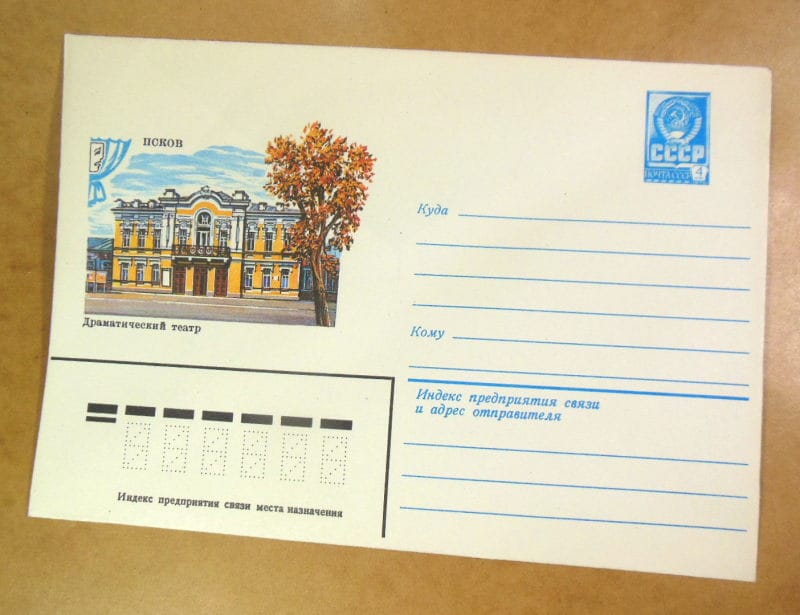 ПСКОВ
Драматический театр
СССР
ПОЧТА СССР 4
Куда
Кому
Индекс предприятия связи
и адрес отправителя
Индекс предприятия связи места назначения